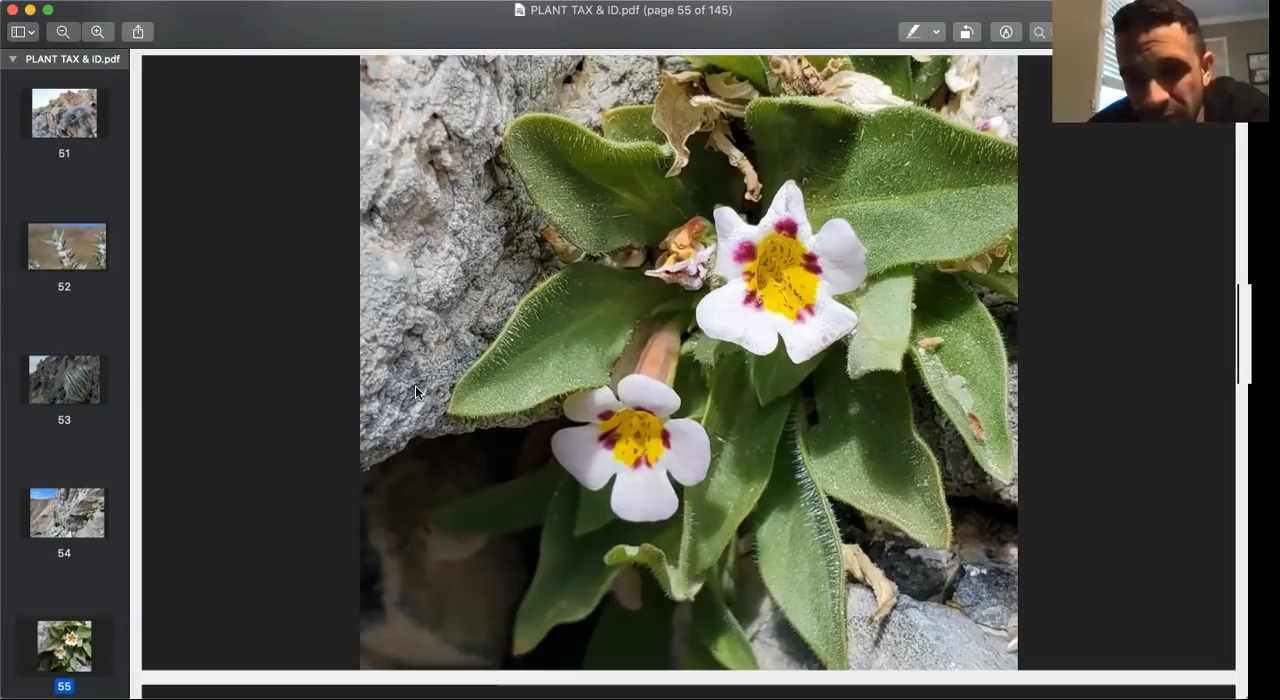 PLANT TAX & ID.pdf (page 55 of 145)
PLANT TAX & ID.pdf
51
52
53
54
55